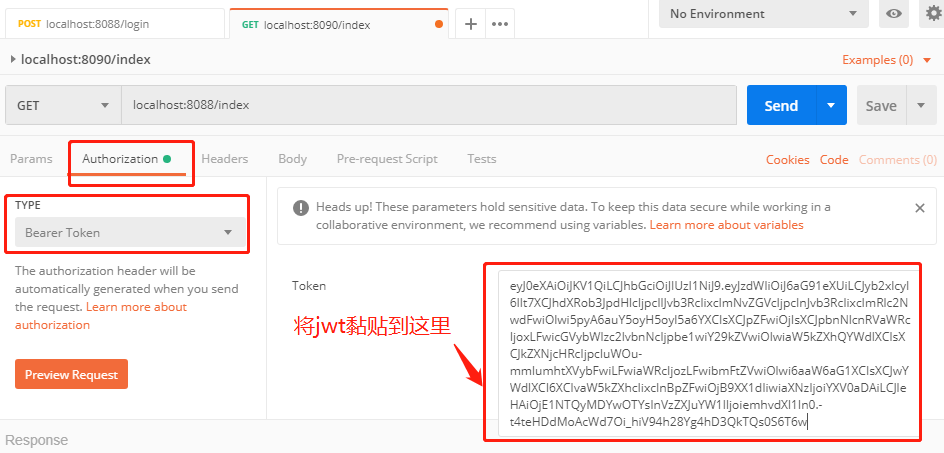 POST localhost:8088/login
GET localhost:8090/index
No Environment
localhost:8090/index
Examples (0)
GET
localhost:8088/index
Send
Save
Params
Authorization
Headers
Body
Pre-request Script
Tests
Cookies
Code
Comments (0)
TYPE
Bearer Token
The authorization header will be
automatically generated when you
send the request. Learn more about
authorization
Preview Request
Heads up! These parameters hold sensitive data. To keep this data secure while working in a
collaborative environment, we recommend using variables. Learn more about variables
Token
将jwt黏贴到这里
Response